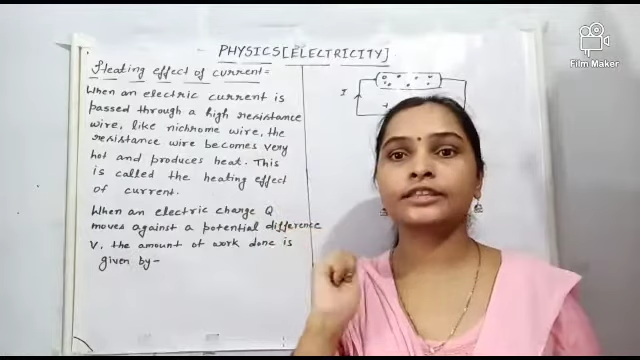 PHYSICS[ELECTRICITY]
Heating effect of current=
When an electric current is
passed through a high resistance
wire, like nichrome wire, the
resistance wire becomes very
hot and produces heat. This
is called the heating effect
of current.
When an electric charge Q
moves against a potential difference
V, the amount of work done is
given by-
I
+
Film Maker